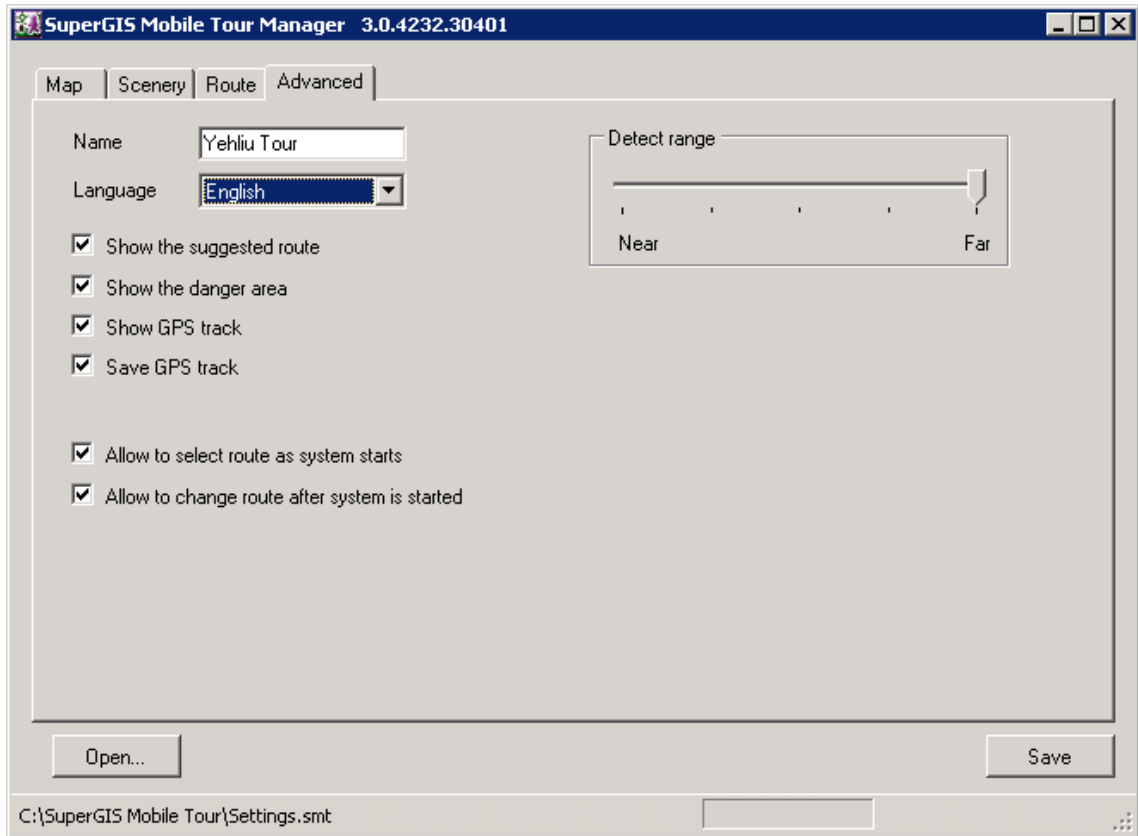 SuperGIS Mobile Tour Manager 3.0.4232.30401
Map Scenery Route Advanced
Name Yehliu Tour
Language English
Show the suggested route
Show the danger area
Show GPS track
Save GPS track
Allow to select route as system starts
Allow to change route after system is started
Detect range
Near Far
Open... Save
C:\SuperGIS Mobile Tour\Settings.smt